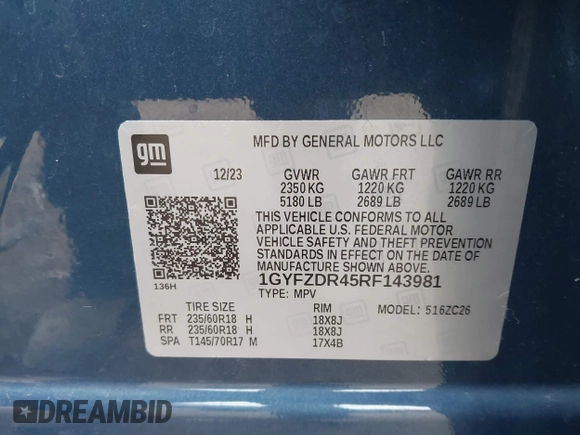 gm
MFD BY GENERAL MOTORS LLC
12/23 GVWR GAWR FRT GAWR RR
2350 KG 1220 KG 1220 KG
5180 LB 2689 LB 2689 LB
THIS VEHICLE CONFORMS TO ALL
APPLICABLE U.S. FEDERAL MOTOR
VEHICLE SAFETY AND THEFT PREVENTION
STANDARDS IN EFFECT ON THE DATE OF
MANUFACTURE SHOWN ABOVE.
136H
1GYFZDR45RF143981
TYPE: MPV
TIRE SIZE RIM MODEL: 516ZC26
FRT 235/60R18 H 18X8J
RR 235/60R18 H 18X8J
SPA T145/70R17 M 17X4B
DREAMBID